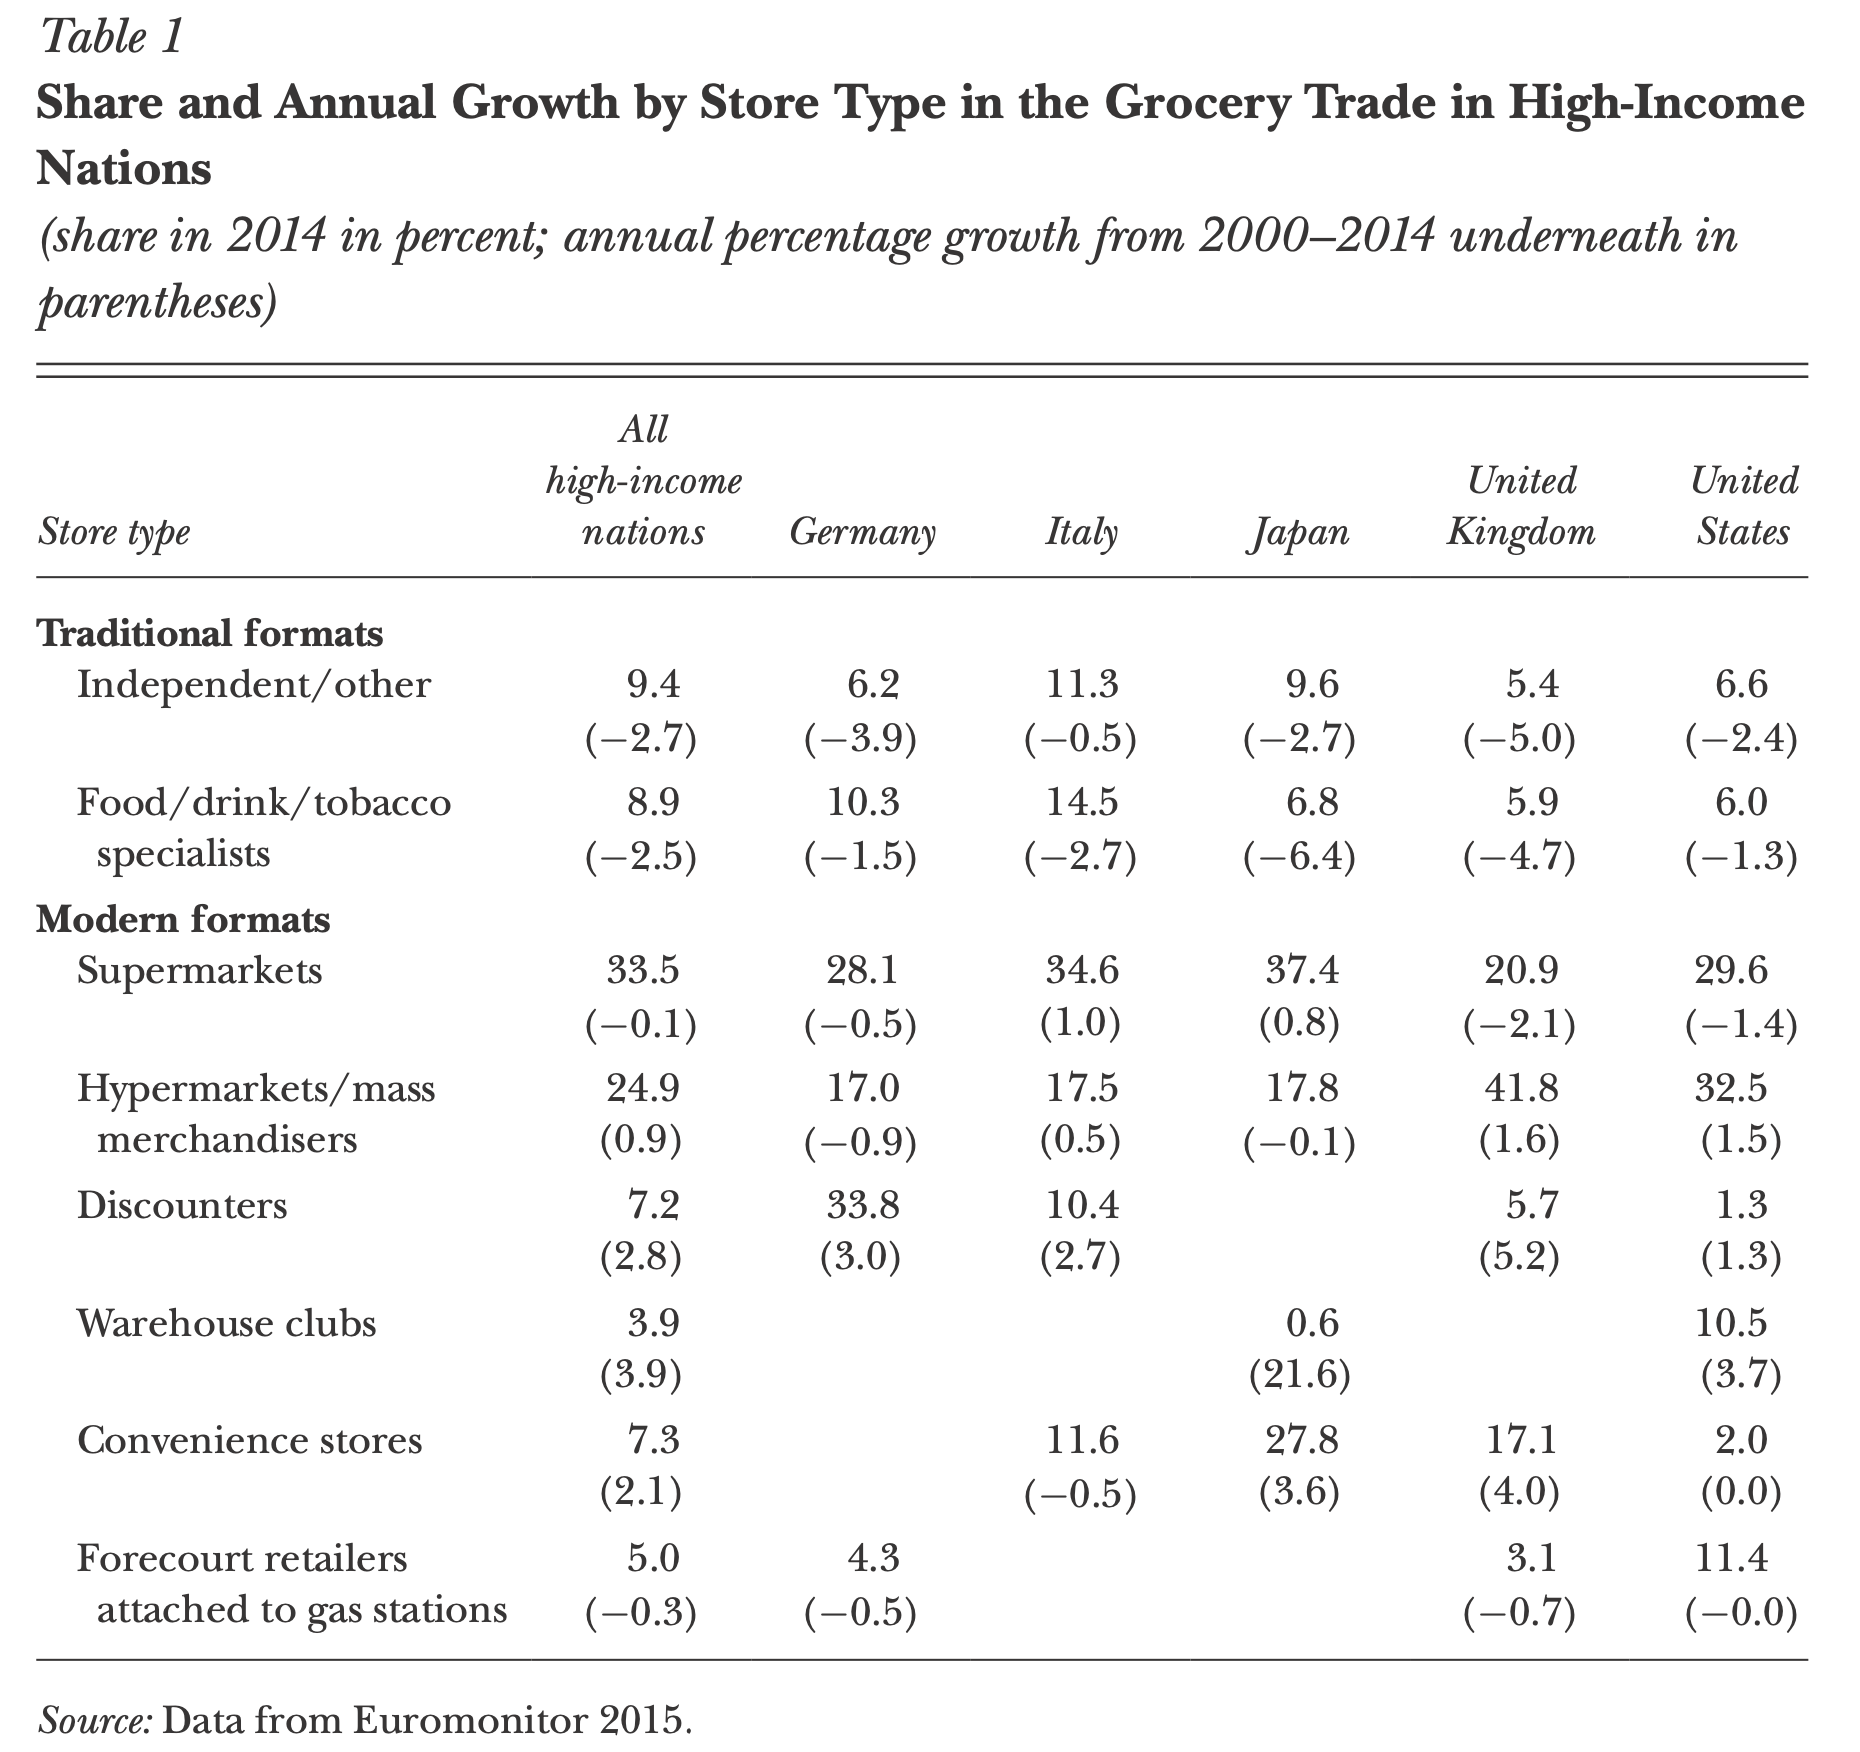 Table 1
Share and Annual Growth by Store Type in the Grocery Trade in High-Income
Nations
(share in 2014 in percent; annual percentage growth from 2000–2014 underneath in
parentheses)
All
high-income United United
Store type nations Germany Italy Japan Kingdom States
Traditional formats
Independent/other 9.4 6.2 11.3 9.6 5.4 6.6
(−2.7) (−3.9) (−0.5) (−2.7) (−5.0) (−2.4)
Food/drink/tobacco 8.9 10.3 14.5 6.8 5.9 6.0
specialists (−2.5) (−1.5) (−2.7) (−6.4) (−4.7) (−1.3)
Modern formats
Supermarkets 33.5 28.1 34.6 37.4 20.9 29.6
(−0.1) (−0.5) (1.0) (0.8) (−2.1) (−1.4)
Hypermarkets/mass 24.9 17.0 17.5 17.8 41.8 32.5
merchandisers (0.9) (−0.9) (0.5) (−0.1) (1.6) (1.5)
Discounters 7.2 33.8 10.4 5.7 1.3
(2.8) (3.0) (2.7) (5.2) (1.3)
Warehouse clubs 3.9 0.6 10.5
(3.9) (21.6) (3.7)
Convenience stores 7.3 11.6 27.8 17.1 2.0
(2.1) (−0.5) (3.6) (4.0) (0.0)
Forecourt retailers 5.0 4.3 3.1 11.4
attached to gas stations (−0.3) (−0.5) (−0.7) (−0.0)
Source: Data from Euromonitor 2015.